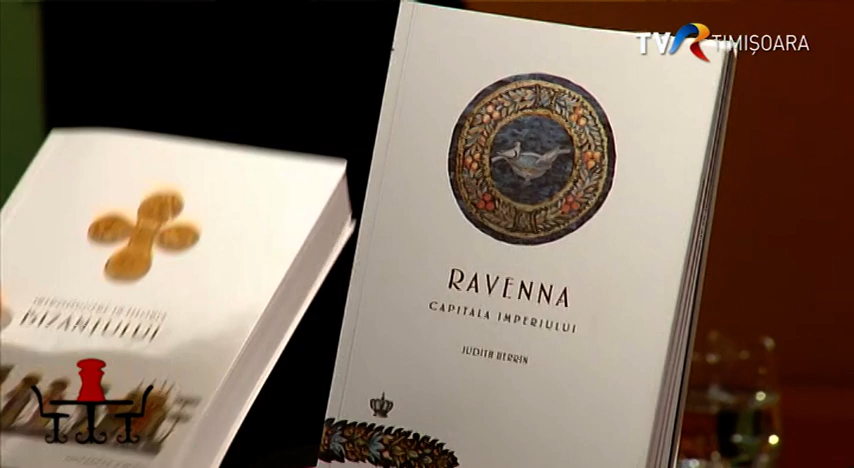 TVR TIMIȘOARA
RAVENNA
CAPITALA IMPERIULUI
JUDITH HERRIN
BIZANȚULUI